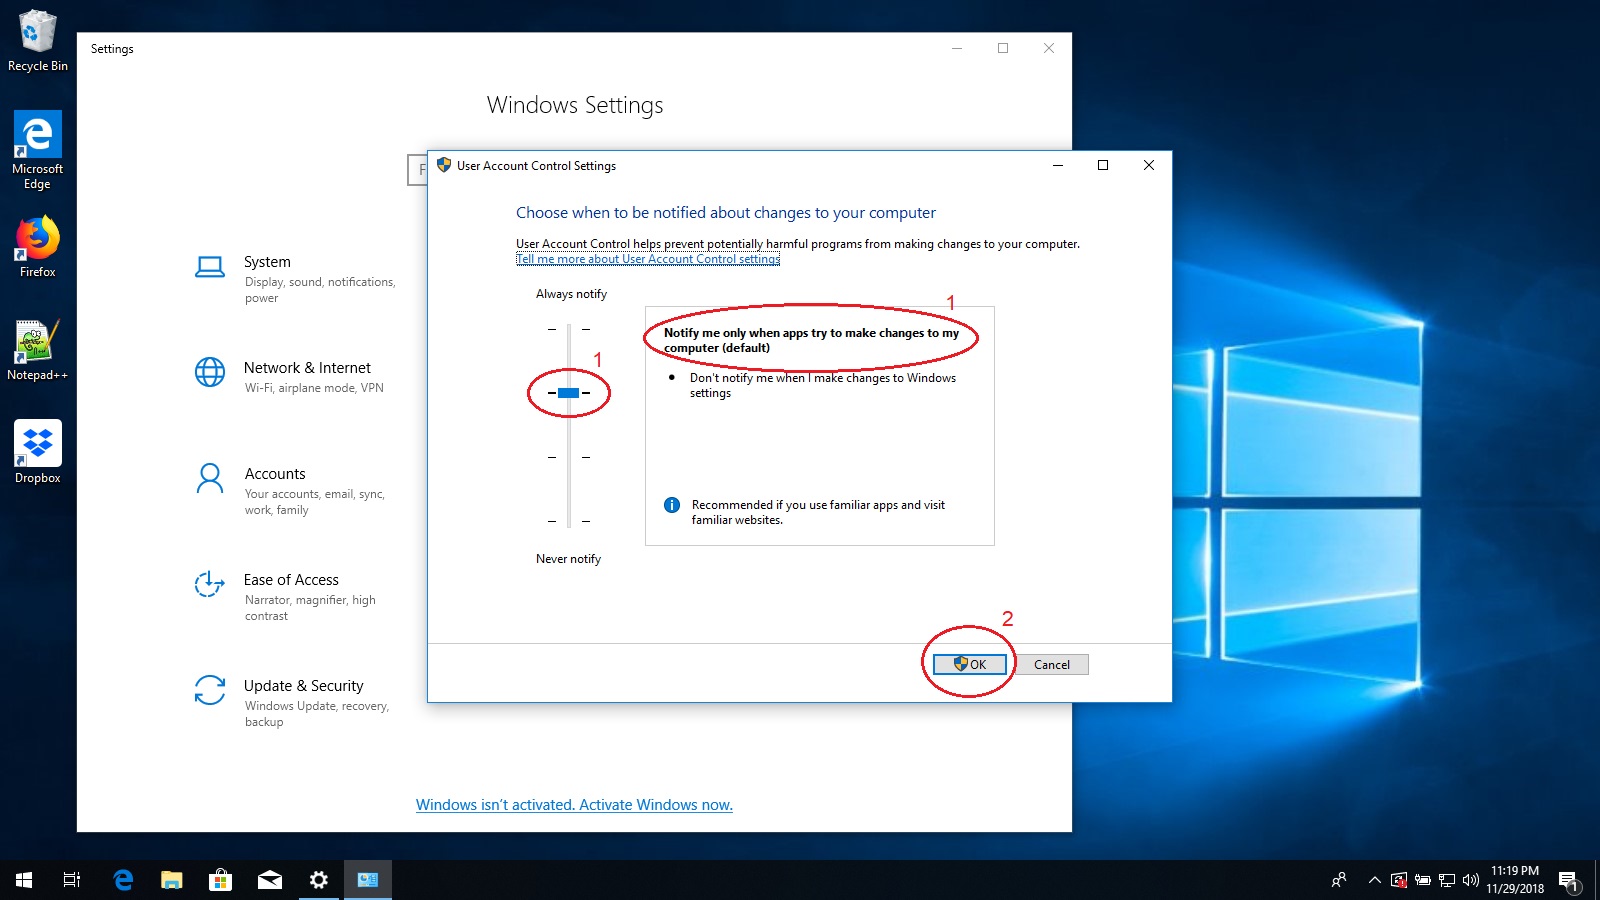 Recycle Bin
Microsoft
Edge
Firefox
Notepad++
Dropbox
Settings
Windows Settings
F
System
Display, sound, notifications,
power
Network & Internet
Wi-Fi, airplane mode, VPN
Accounts
Your accounts, email, sync,
work, family
Ease of Access
Narrator, magnifier, high
contrast
Update & Security
Windows Update, recovery,
backup
Windows isn't activated. Activate Windows now.
User Account Control Settings
Choose when to be notified about changes to your computer
User Account Control helps prevent potentially harmful programs from making changes to your computer.
Tell me more about User Account Control settings
Always notify
1
Never notify
1
Notify me only when apps try to make changes to my
computer (default)
• Don't notify me when I make changes to Windows
settings
Recommended if you use familiar apps and visit
familiar websites.
2
OK
Cancel
11:19 PM
11/29/2018
1